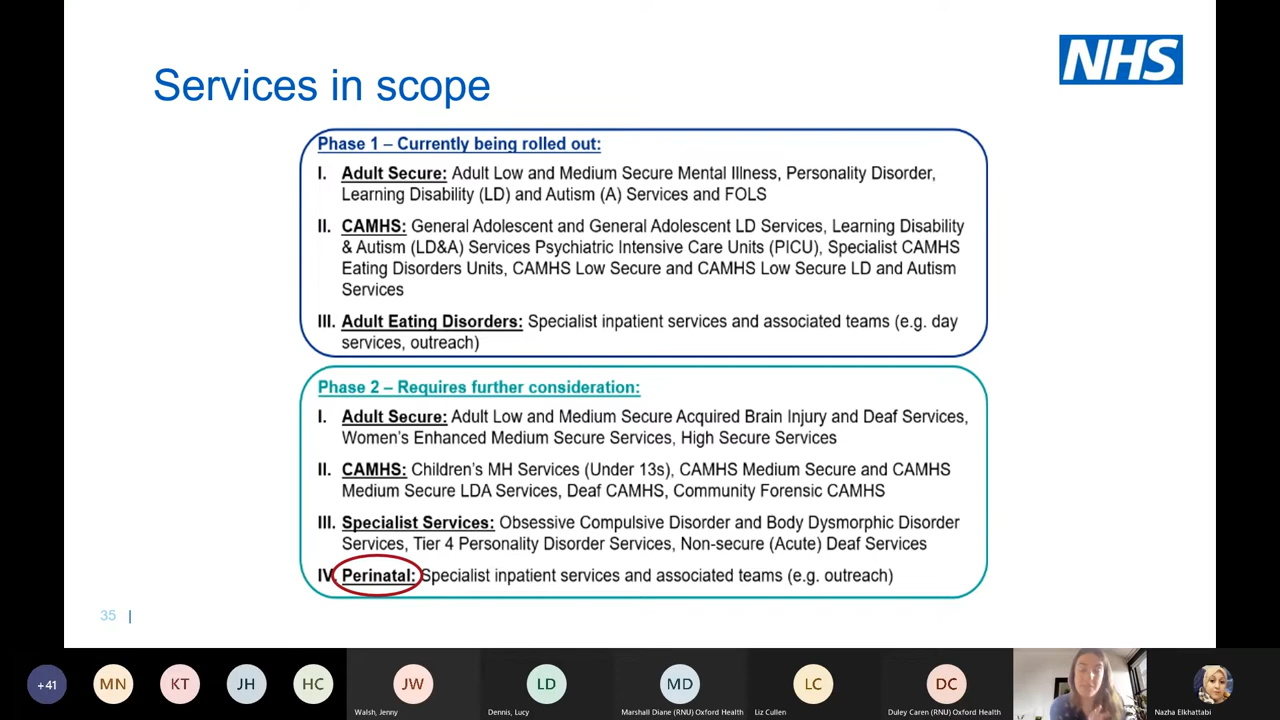 NHS
Services in scope
Phase 1 – Currently being rolled out:
I. Adult Secure: Adult Low and Medium Secure Mental Illness, Personality Disorder,
Learning Disability (LD) and Autism (A) Services and FOLS
II. CAMHS: General Adolescent and General Adolescent LD Services, Learning Disability
& Autism (LD&A) Services Psychiatric Intensive Care Units (PICU), Specialist CAMHS
Eating Disorders Units, CAMHS Low Secure and CAMHS Low Secure LD and Autism
Services
III. Adult Eating Disorders: Specialist inpatient services and associated teams (e.g. day
services, outreach)
Phase 2 – Requires further consideration:
I. Adult Secure: Adult Low and Medium Secure Acquired Brain Injury and Deaf Services,
Women's Enhanced Medium Secure Services, High Secure Services
II. CAMHS: Children's MH Services (Under 13s), CAMHS Medium Secure and CAMHS
Medium Secure LDA Services, Deaf CAMHS, Community Forensic CAMHS
III. Specialist Services: Obsessive Compulsive Disorder and Body Dysmorphic Disorder
Services, Tier 4 Personality Disorder Services, Non-secure (Acute) Deaf Services
IV Perinatal: Specialist inpatient services and associated teams (e.g. outreach)
35 |
+41 MN KT JH HC JW LD MD LC DC
Walsh, Jenny Dennis, Lucy Marshall Diane (RNU) Oxford Health Liz Cullen Duley Caren (RNU) Oxford Health Nazha Elkhattabi